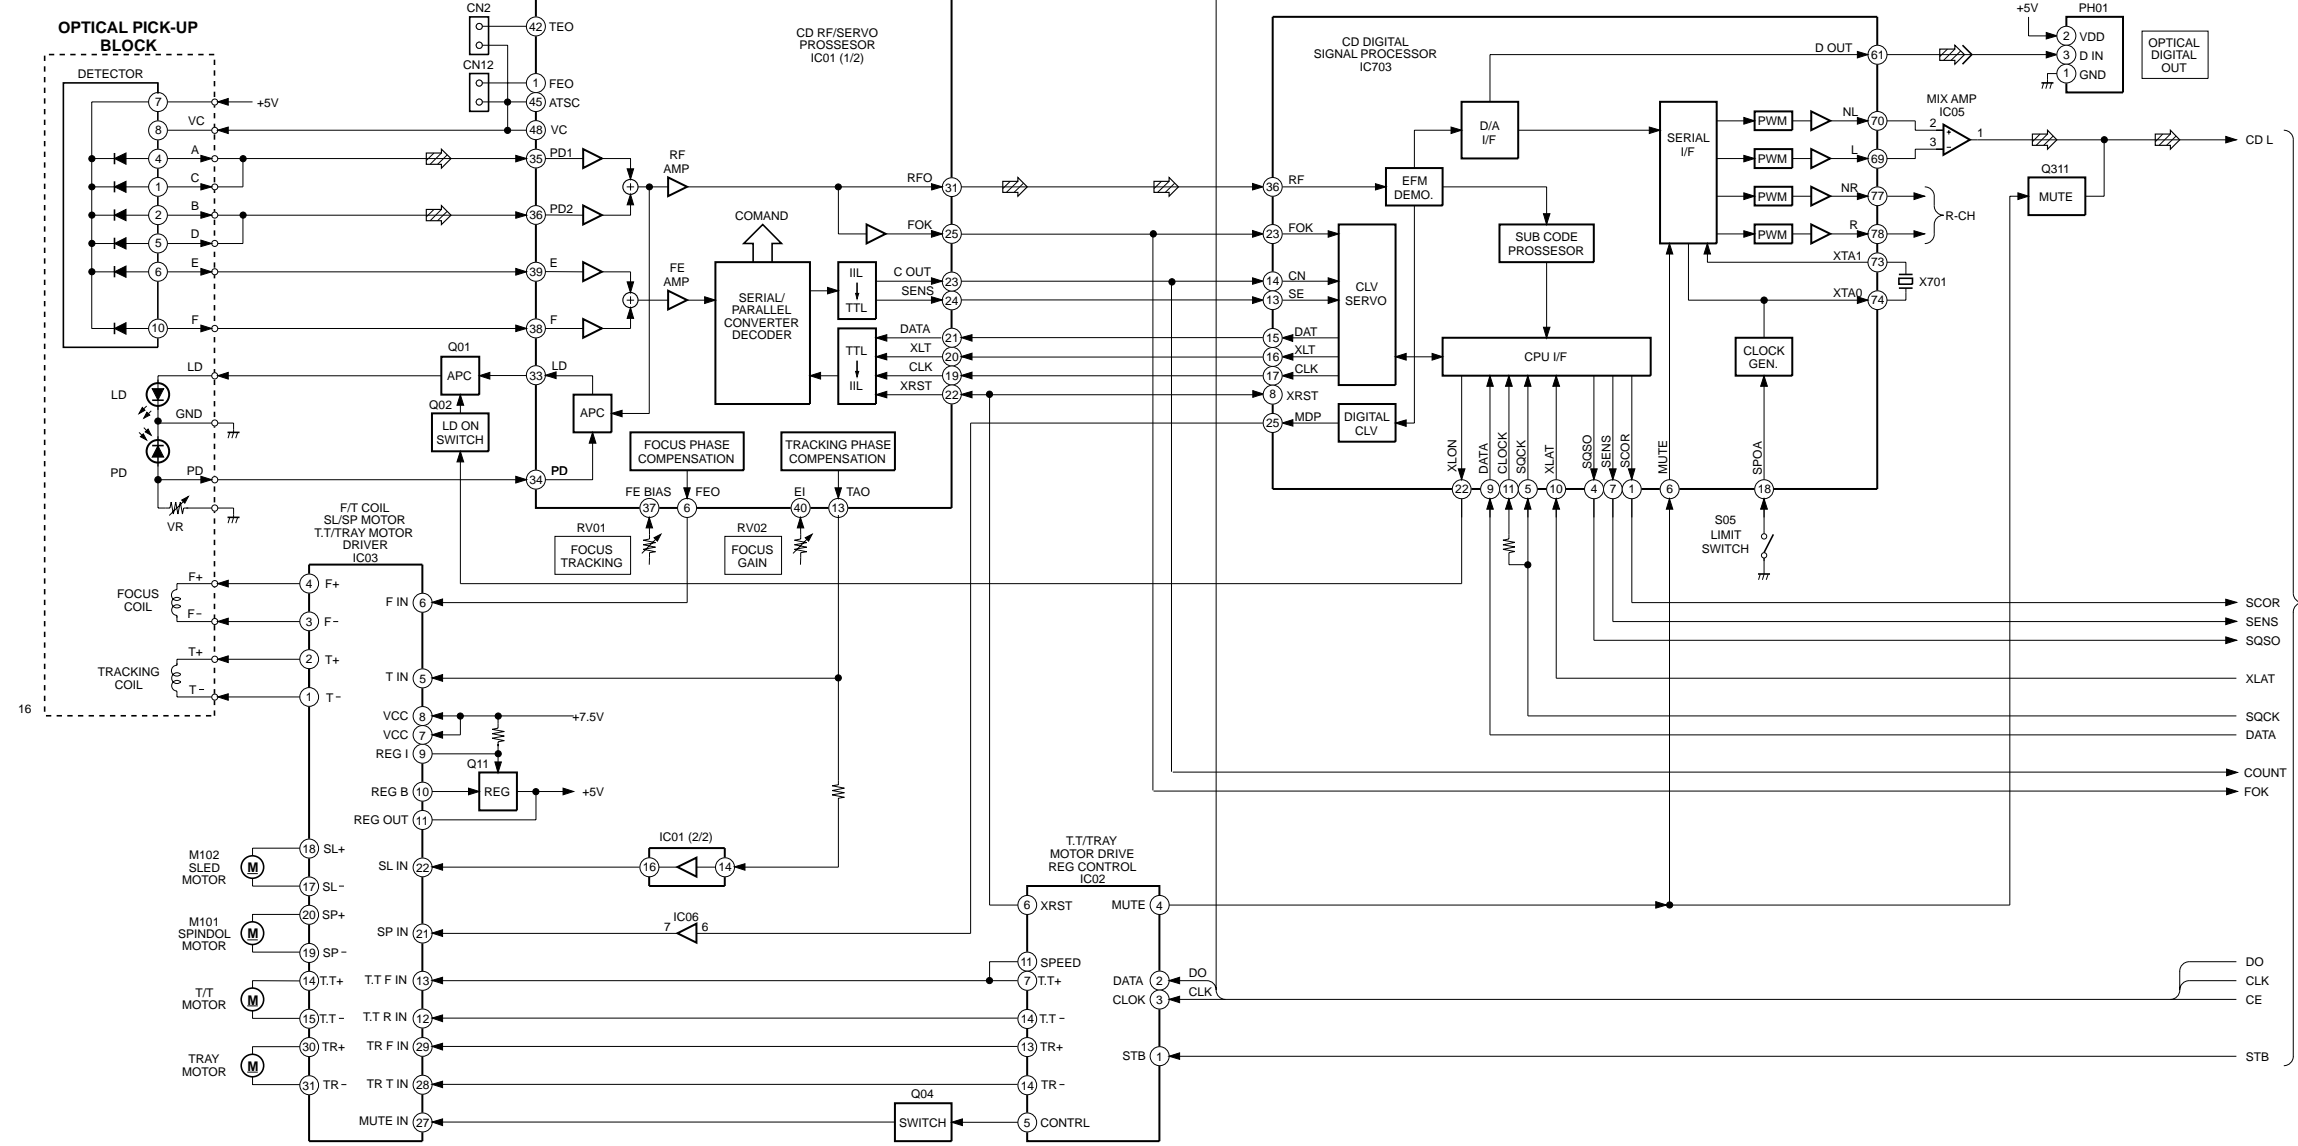 OPTICAL PICK-UP
BLOCK
DETECTOR
7
+5V
8
VC
4
A
1
C
2
B
5
D
6
E
10
F
LD
LD
GND
PD
PD
VR
FOCUS
COIL
F+
F−
TRACKING
COIL
T+
T−
16
CN2
CN12
42 TEO
1 FEO
45 ATSC
48 VC
35 PD1
36 PD2
39 E
38 F
33 LD
34 PD
Q01
APC
Q02
LD ON
SWITCH
APC
CD RF/SERVO
PROSSESOR
IC01 (1/2)
RF
AMP
FE
AMP
COMAND
SERIAL/
PARALLEL
CONVERTER
DECODER
IIL
TTL
TTL
IIL
RFO 31
FOK 25
C OUT 23
SENS 24
DATA 21
XLT 20
CLK 19
XRST 22
FOCUS PHASE
COMPENSATION
TRACKING PHASE
COMPENSATION
FE BIAS
37
FEO
6
EI
40
TAO
13
RV01
FOCUS
TRACKING
RV02
FOCUS
GAIN
CD DIGITAL
SIGNAL PROCESSOR
IC703
36 RF
23 FOK
14 CN
13 SE
15 DAT
16 XLT
17 CLK
8 XRST
25 MDP
CLV
SERVO
DIGITAL
CLV
EFM
DEMO.
D/A
I/F
SUB CODE
PROSSESOR
CPU I/F
SERIAL
I/F
PWM
PWM
PWM
PWM
CLOCK
GEN.
D OUT 61
NL 70
L 69
NR 77
R 78
XTA1 73
XTA0 74
X701
R-CH
XLON
DATA
CLOCK
SQCK
XLAT
SQSO
SENS
SCOR
MUTE
SPOA
22
9
11
5
10
4
7
1
6
18
S05
LIMIT
SWITCH
+5V
PH01
2 VDD
3 D IN
1 GND
OPTICAL
DIGITAL
OUT
MIX AMP
IC05
2
+
3
−
1
CD L
Q311
MUTE
SCOR
SENS
SQSO
XLAT
SQCK
DATA
COUNT
FOK
DO
CLK
CE
STB
F/T COIL
SL/SP MOTOR
T.T/TRAY MOTOR
DRIVER
IC03
4 F+
3 F−
2 T+
1 T−
18 SL+
17 SL−
20 SP+
19 SP−
14 T.T+
15 T.T−
30 TR+
31 TR−
M102
SLED
MOTOR
M
M101
SPINDOL
MOTOR
M
T/T
MOTOR
M
TRAY
MOTOR
M
F IN 6
T IN 5
VCC 8
VCC 7
REG I 9
REG B 10
REG OUT 11
SL IN 22
SP IN 21
T.T F IN 13
T.T R IN 12
TR F IN 29
TR T IN 28
MUTE IN 27
+7.5V
Q11
REG
+5V
IC01 (2/2)
16
14
IC06
7
6
Q04
SWITCH
T.T/TRAY
MOTOR DRIVE
REG CONTROL
IC02
6 XRST
11 SPEED
7 T.T+
14 T.T−
13 TR+
14 TR−
5 CONTRL
MUTE 4
DATA 2
CLOK 3
STB 1
DO
CLK